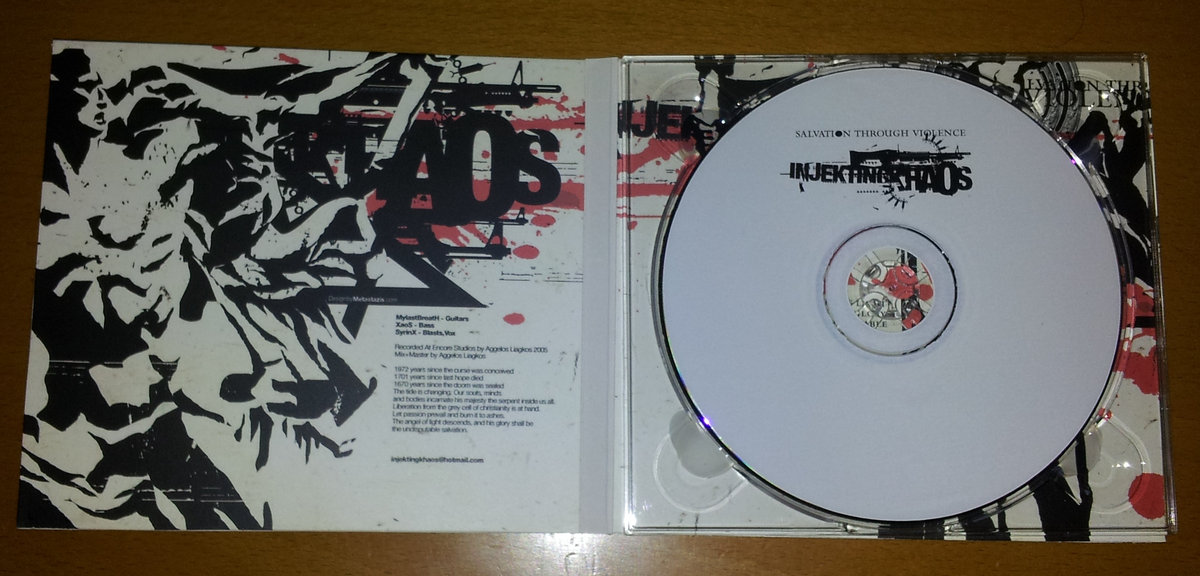 KHAOS
Design by Metastazis.com
MylastBreatH - Guitars
XaoS - Bass
SyrinX - Blasts, Vox
Recorded At Encore Studios by Aggelos Liagkos 2005
Mix+Master by Aggelos Liagkos
1972 years since the curse was conceived
1701 years since last hope died
1670 years since the doom was sealed
The tide is changing. Our souls, minds
and bodies incarnate his majesty the serpent inside us all.
Liberation from the grey cell of christianity is at hand.
Let passion prevail and burn it to ashes.
The angel of light descends, and his glory shall be
the undisputable salvation.
injektingkhaos@hotmail.com
INJE
SALVATION THROUGH VIOLENCE
INJEKTINGKHAOS
VIOLEN
ABLE